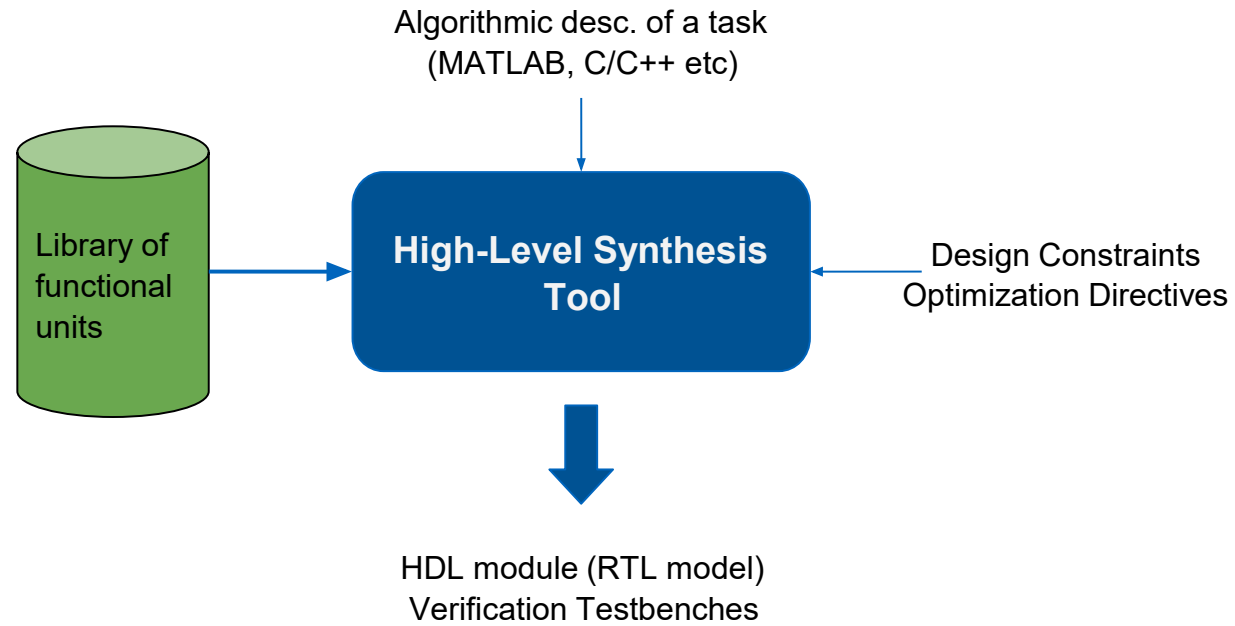 Algorithmic desc. of a task
(MATLAB, C/C++ etc)
Library of
functional
units
High-Level Synthesis
Tool
Design Constraints
Optimization Directives
HDL module (RTL model)
Verification Testbenches